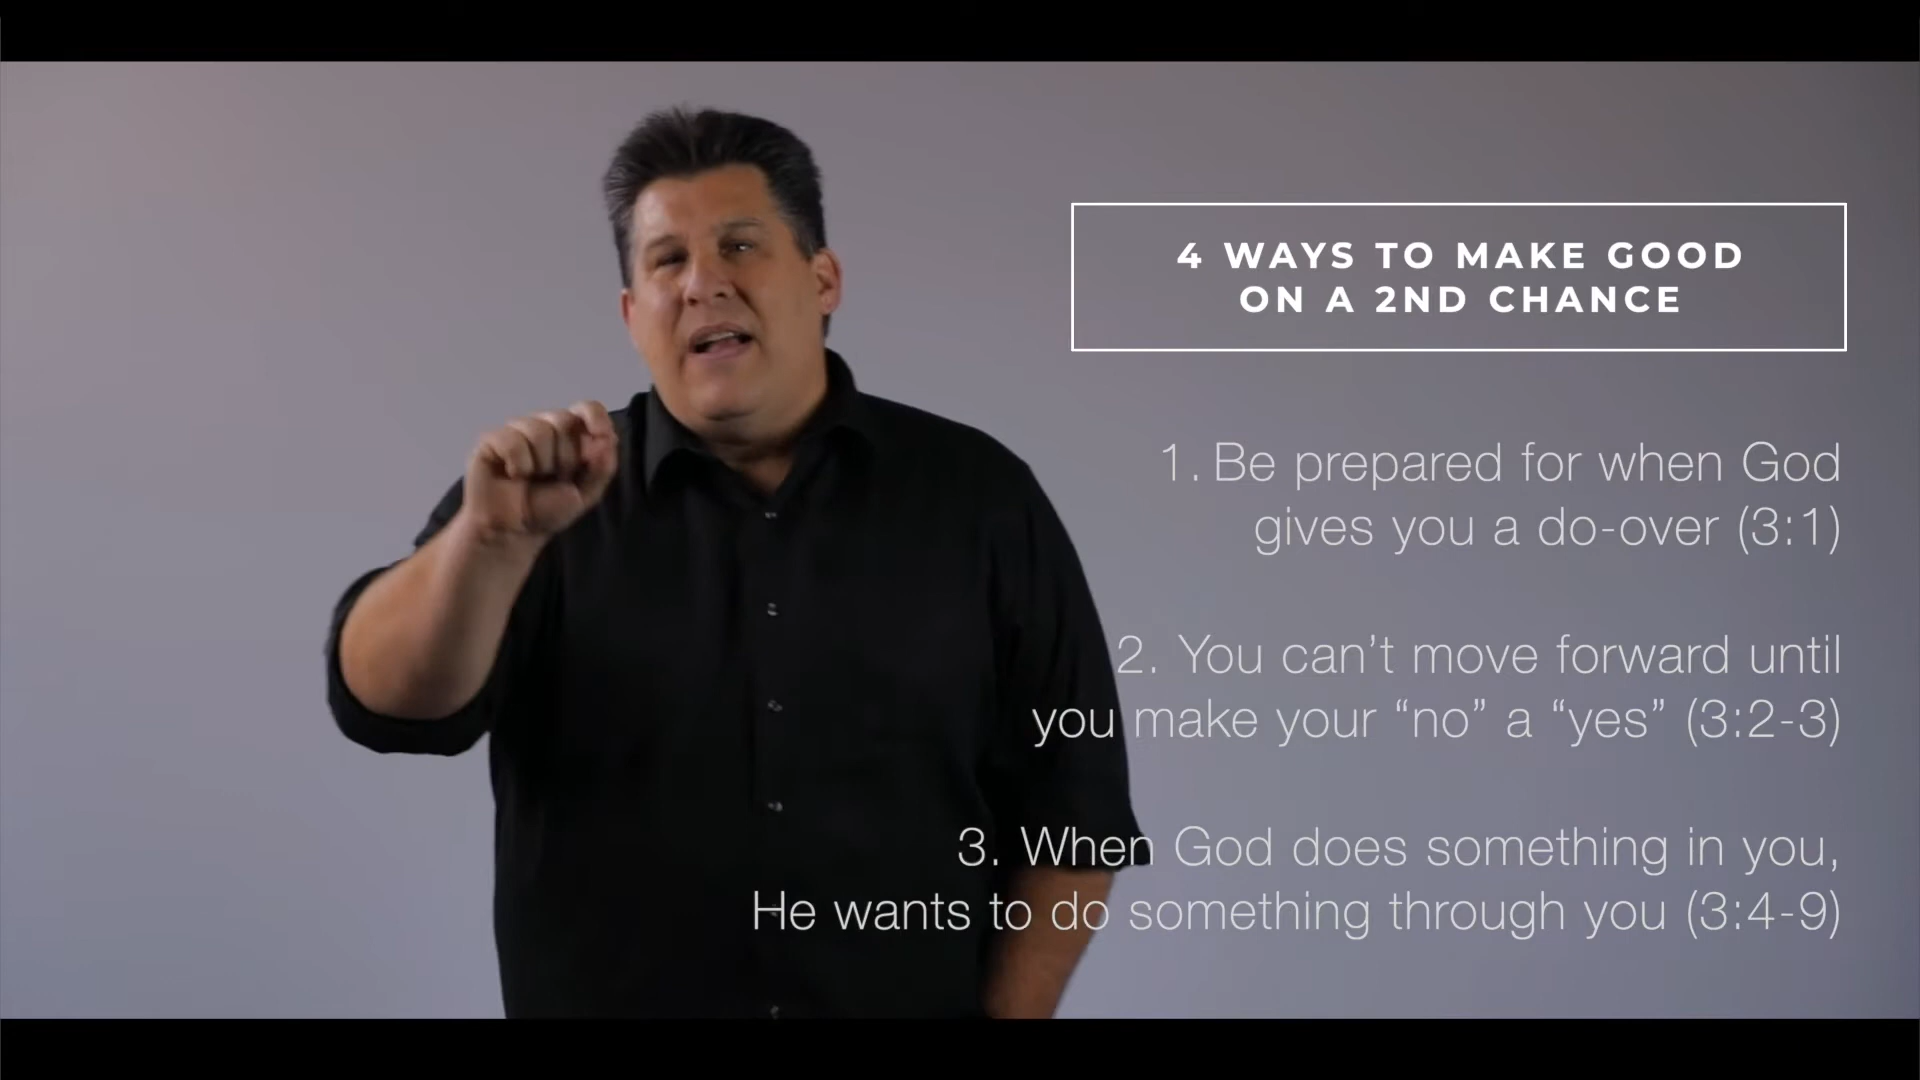 4 WAYS TO MAKE GOOD
ON A 2ND CHANCE
1. Be prepared for when God
gives you a do-over (3:1)
2. You can’t move forward until
you make your “no” a “yes” (3:2-3)
3. When God does something in you,
He wants to do something through you (3:4-9)